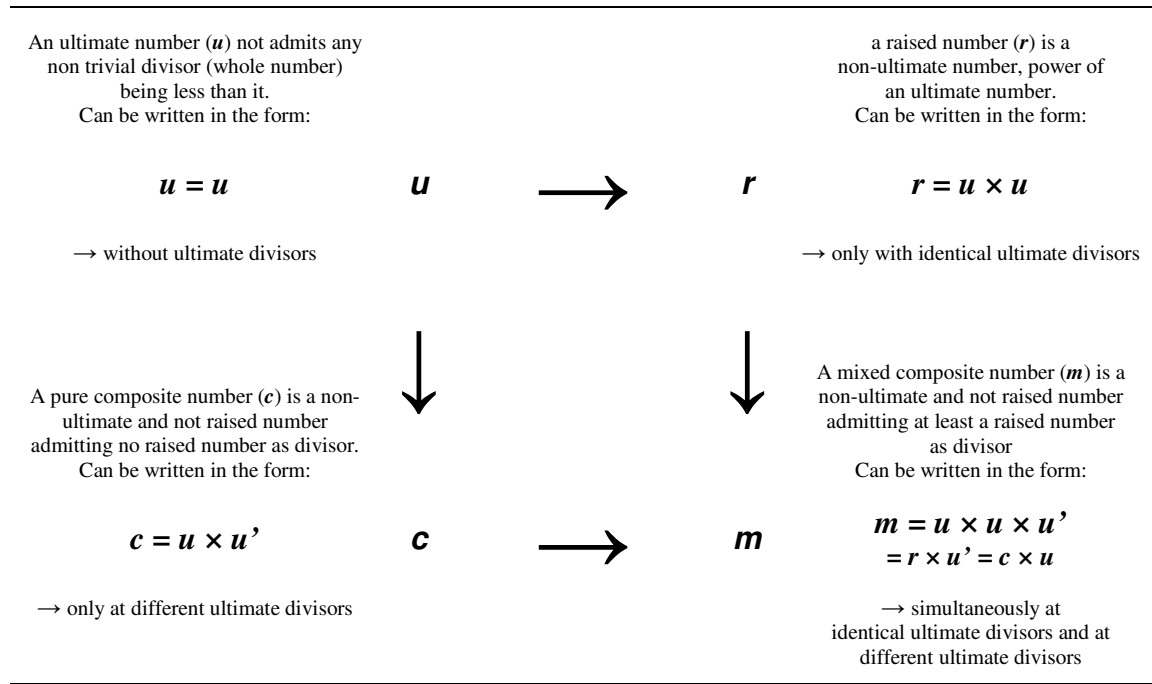 An ultimate number (u) not admits any
non trivial divisor (whole number)
being less than it.
Can be written in the form:
a raised number (r) is a
non-ultimate number, power of
an ultimate number.
Can be written in the form:
u = u
u
⟶
r
r = u × u
→ without ultimate divisors
→ only with identical ultimate divisors
↓
↓
A pure composite number (c) is a non-
ultimate and not raised number
admitting no raised number as divisor.
Can be written in the form:
A mixed composite number (m) is a
non-ultimate and not raised number
admitting at least a raised number
as divisor
Can be written in the form:
c = u × u’
c
⟶
m
m = u × u × u’
= r × u’ = c × u
→ only at different ultimate divisors
→ simultaneously at
identical ultimate divisors and at
different ultimate divisors